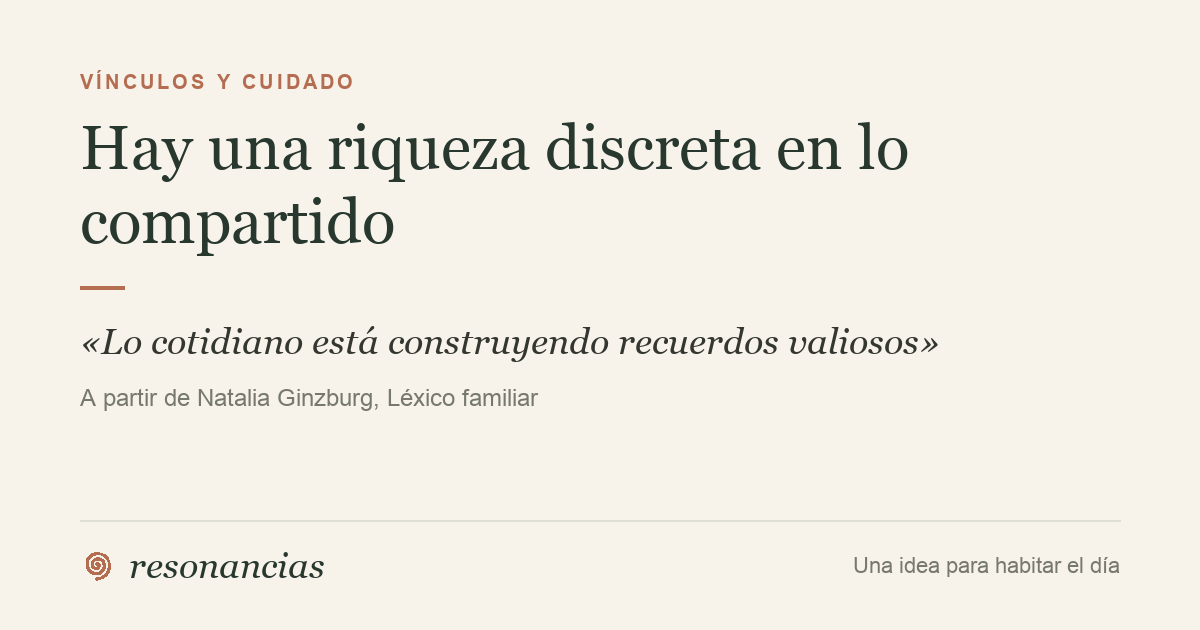 VÍNCULOS Y CUIDADO
Hay una riqueza discreta en lo
compartido
«Lo cotidiano está construyendo recuerdos valiosos»
A partir de Natalia Ginzburg, Léxico familiar
resonancias
Una idea para habitar el día